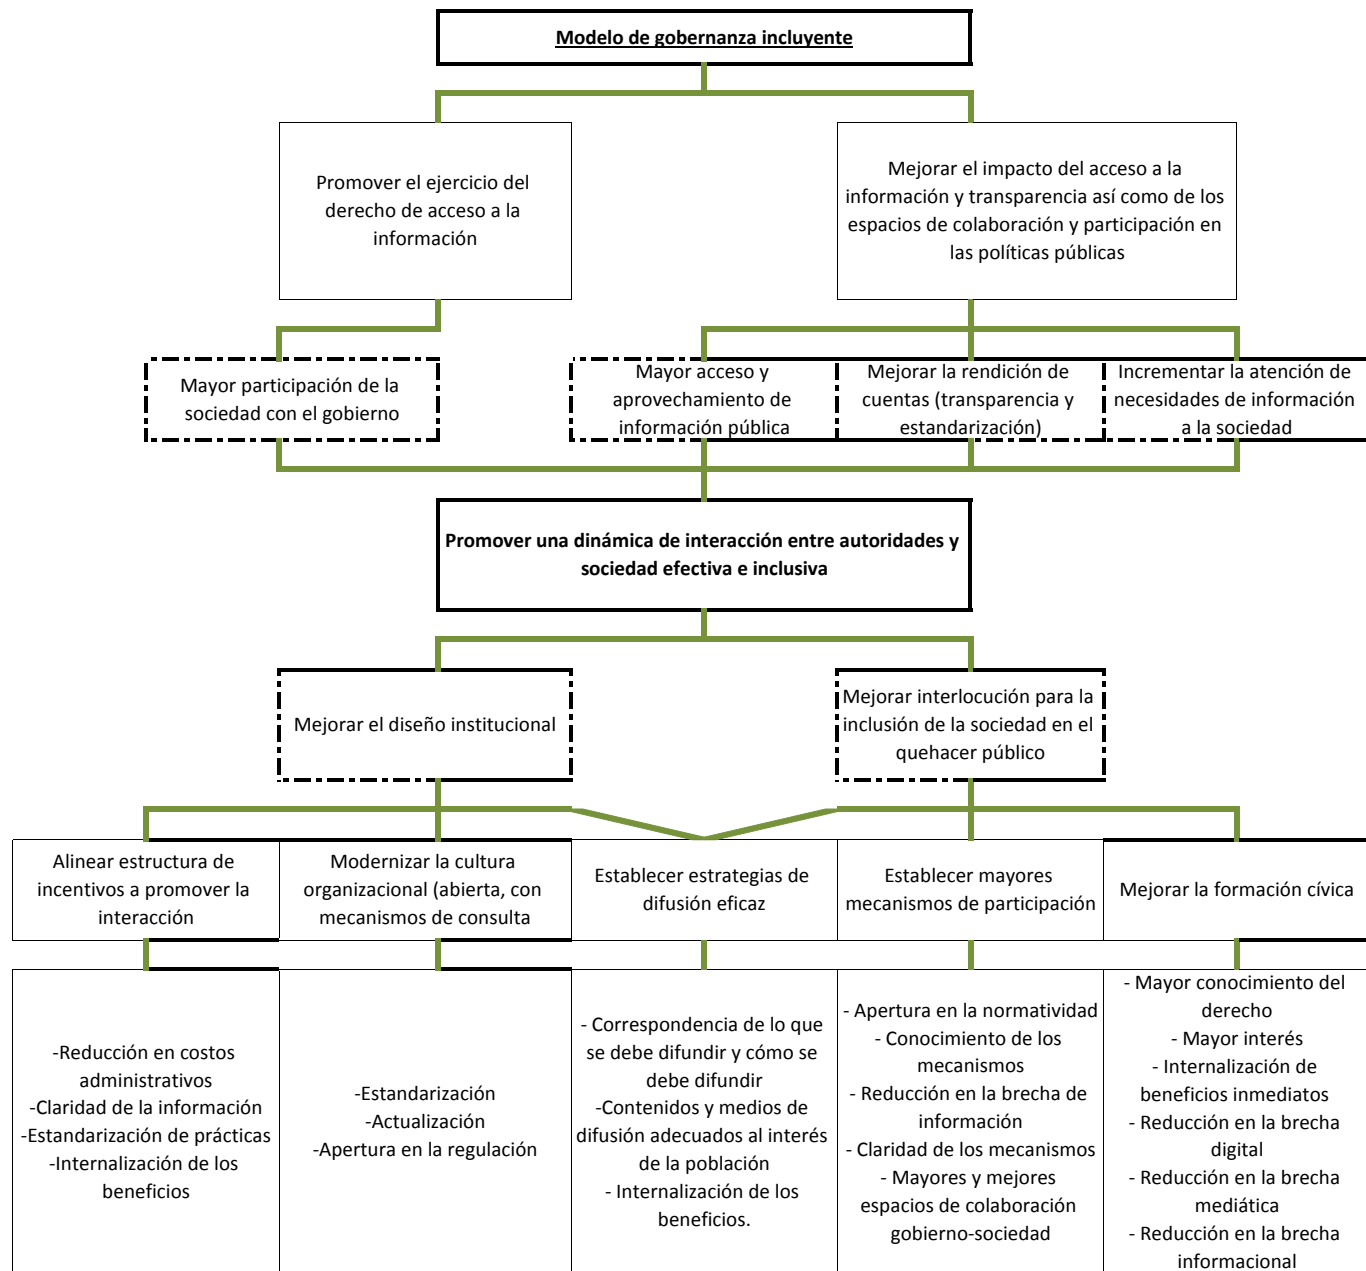 Modelo de gobernanza incluyente
Promover el ejercicio del
derecho de acceso a la
información
Mejorar el impacto del acceso a la
información y transparencia así como de los
espacios de colaboración y participación en
las políticas públicas
Mayor participación de la
sociedad con el gobierno
Mayor acceso y
aprovechamiento de
información pública
Mejorar la rendición de
cuentas (transparencia y
estandarización)
Incrementar la atención de
necesidades de información
a la sociedad
Promover una dinámica de interacción entre autoridades y
sociedad efectiva e inclusiva
Mejorar el diseño institucional
Mejorar interlocución para la
inclusión de la sociedad en el
quehacer público
Alinear estructura de
incentivos a promover la
interacción
Modernizar la cultura
organizacional (abierta, con
mecanismos de consulta
Establecer estrategias de
difusión eficaz
Establecer mayores
mecanismos de participación
Mejorar la formación cívica
-Reducción en costos
administrativos
-Claridad de la información
-Estandarización de prácticas
-Internalización de los
beneficios
-Estandarización
-Actualización
-Apertura en la regulación
- Correspondencia de lo que
se debe difundir y cómo se
debe difundir
-Contenidos y medios de
difusión adecuados al interés
de la población
- Internalización de los
beneficios.
- Apertura en la normatividad
- Conocimiento de los
mecanismos
- Reducción en la brecha de
información
- Claridad de los mecanismos
- Mayores y mejores
espacios de colaboración
gobierno-sociedad
- Mayor conocimiento del
derecho
- Mayor interés
- Internalización de
beneficios inmediatos
- Reducción en la brecha
digital
- Reducción en la brecha
mediática
- Reducción en la brecha
informacional